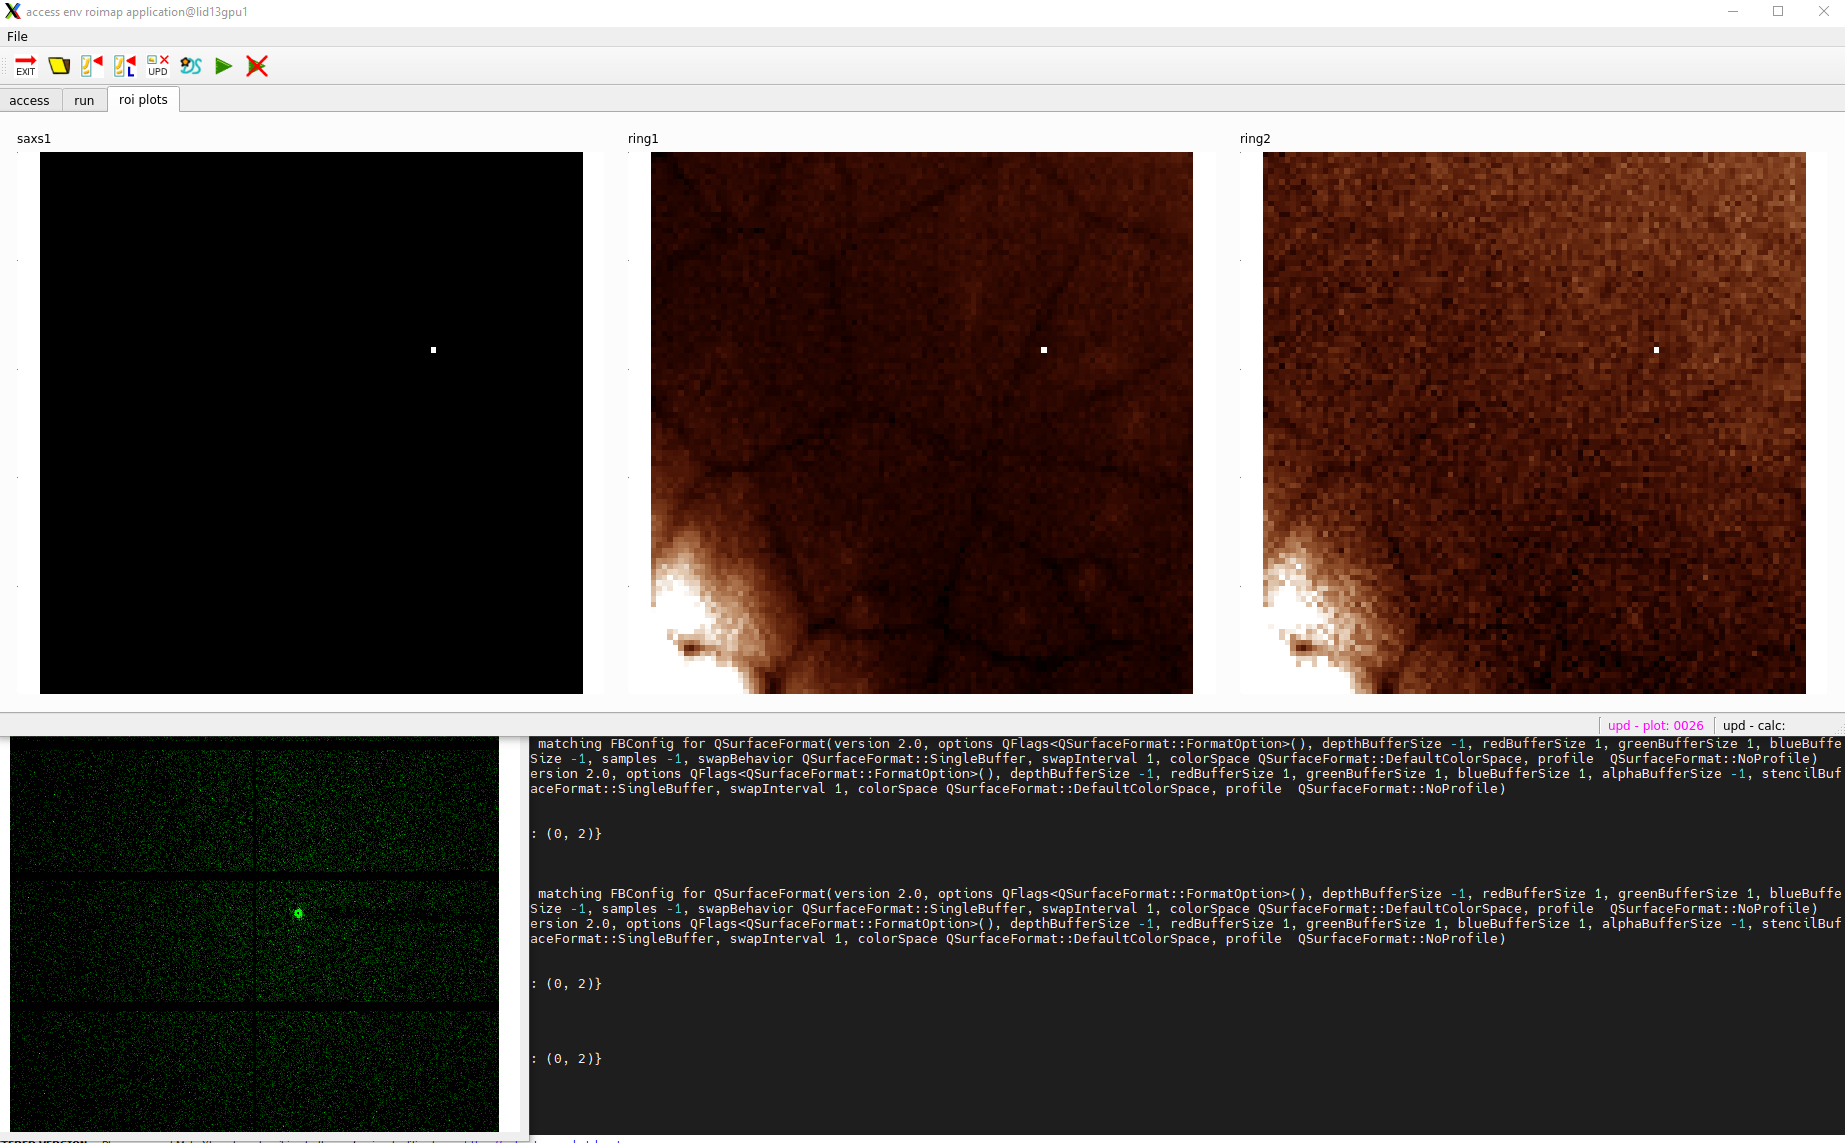 access env roimap application@lid13gpu1
File
EXIT
L
UPD
DS
access run roi plots
saxs1 ring1 ring2
upd - plot: 0026 upd - calc:
matching FBConfig for QSurfaceFormat(version 2.0, options QFlags<QSurfaceFormat::FormatOption>(), depthBufferSize -1, redBufferSize 1, greenBufferSize 1, blueBuffe
Size -1, samples -1, swapBehavior QSurfaceFormat::SingleBuffer, swapInterval 1, colorSpace QSurfaceFormat::DefaultColorSpace, profile  QSurfaceFormat::NoProfile)
ersion 2.0, options QFlags<QSurfaceFormat::FormatOption>(), depthBufferSize -1, redBufferSize 1, greenBufferSize 1, blueBufferSize 1, alphaBufferSize -1, stencilBuf
aceFormat::SingleBuffer, swapInterval 1, colorSpace QSurfaceFormat::DefaultColorSpace, profile  QSurfaceFormat::NoProfile)
: (0, 2)}
matching FBConfig for QSurfaceFormat(version 2.0, options QFlags<QSurfaceFormat::FormatOption>(), depthBufferSize -1, redBufferSize 1, greenBufferSize 1, blueBuffe
Size -1, samples -1, swapBehavior QSurfaceFormat::SingleBuffer, swapInterval 1, colorSpace QSurfaceFormat::DefaultColorSpace, profile  QSurfaceFormat::NoProfile)
ersion 2.0, options QFlags<QSurfaceFormat::FormatOption>(), depthBufferSize -1, redBufferSize 1, greenBufferSize 1, blueBufferSize 1, alphaBufferSize -1, stencilBuf
aceFormat::SingleBuffer, swapInterval 1, colorSpace QSurfaceFormat::DefaultColorSpace, profile  QSurfaceFormat::NoProfile)
: (0, 2)}
: (0, 2)}